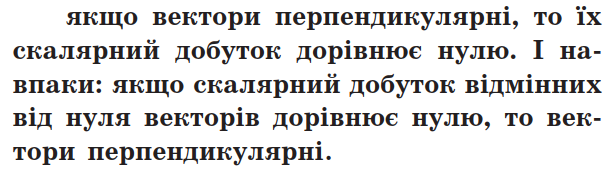 якщо вектори перпендикулярні, то їх
скалярний добуток дорівнює нулю. І на-
впаки: якщо скалярний добуток відмінних
від нуля векторів дорівнює нулю, то век-
тори перпендикулярні.